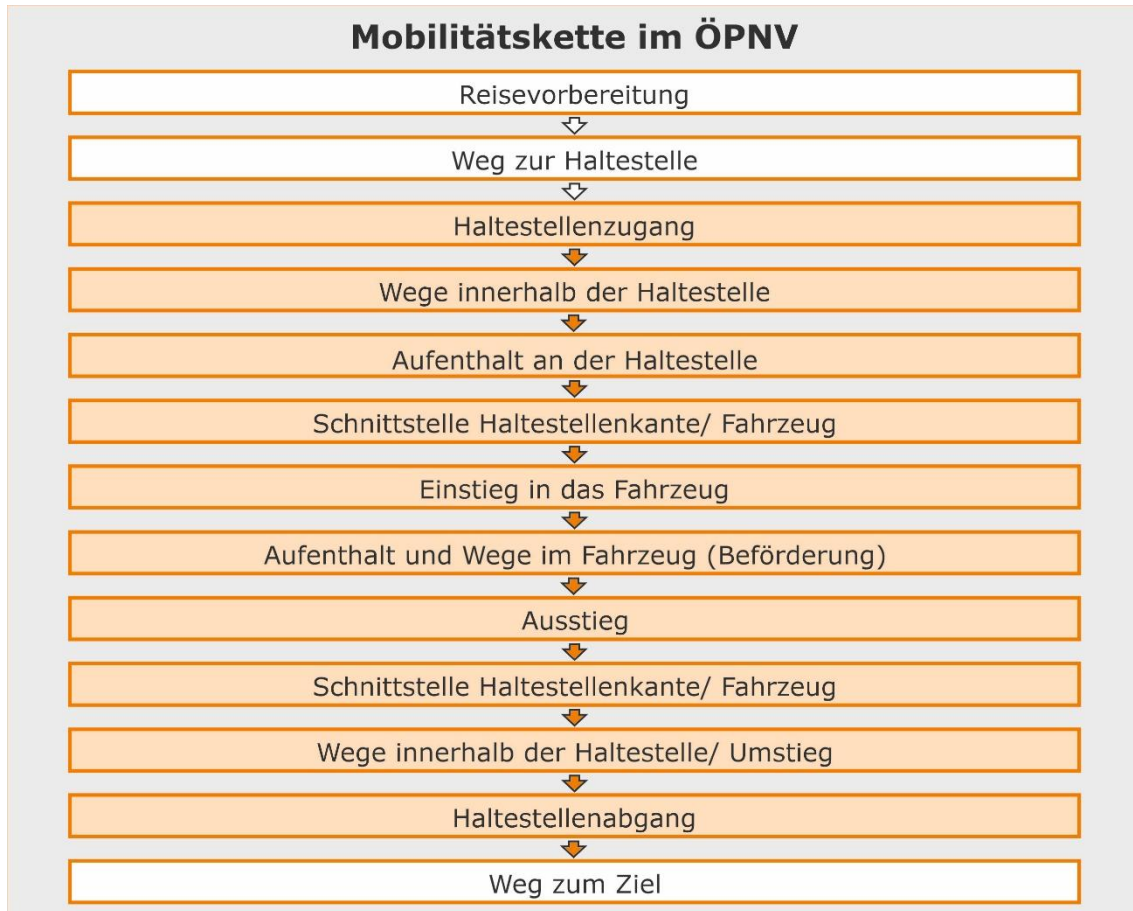 Mobilitätskette im ÖPNV
Reisevorbereitung
Weg zur Haltestelle
Haltestellenzugang
Wege innerhalb der Haltestelle
Aufenthalt an der Haltestelle
Schnittstelle Haltestellenkante/ Fahrzeug
Einstieg in das Fahrzeug
Aufenthalt und Wege im Fahrzeug (Beförderung)
Ausstieg
Schnittstelle Haltestellenkante/ Fahrzeug
Wege innerhalb der Haltestelle/ Umstieg
Haltestellenabgang
Weg zum Ziel